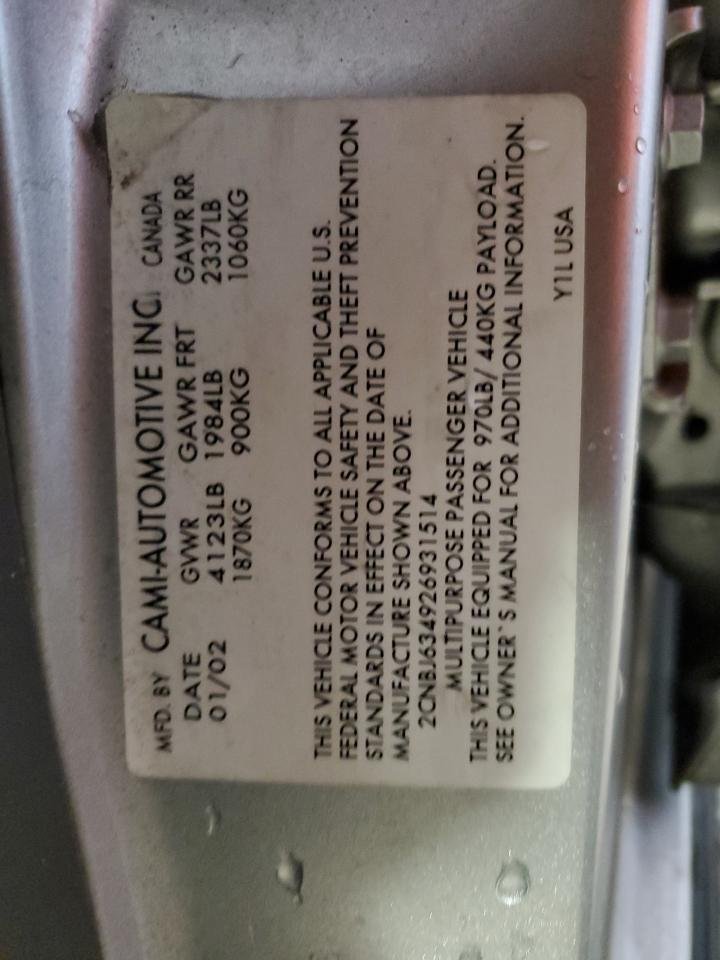 MFD. BY CAMI-AUTOMOTIVE INC. CANADA
DATE GVWR GAWR FRT GAWR RR
01/02 4123LB 1984LB 2337LB
1870KG 900KG 1060KG
THIS VEHICLE CONFORMS TO ALL APPLICABLE U.S.
FEDERAL MOTOR VEHICLE SAFETY AND THEFT PREVENTION
STANDARDS IN EFFECT ON THE DATE OF
MANUFACTURE SHOWN ABOVE.
2CNBJ634926931514
MULTIPURPOSE PASSENGER VEHICLE
THIS VEHICLE EQUIPPED FOR 970LB/ 440KG PAYLOAD.
SEE OWNER`S MANUAL FOR ADDITIONAL INFORMATION.
Y1L USA